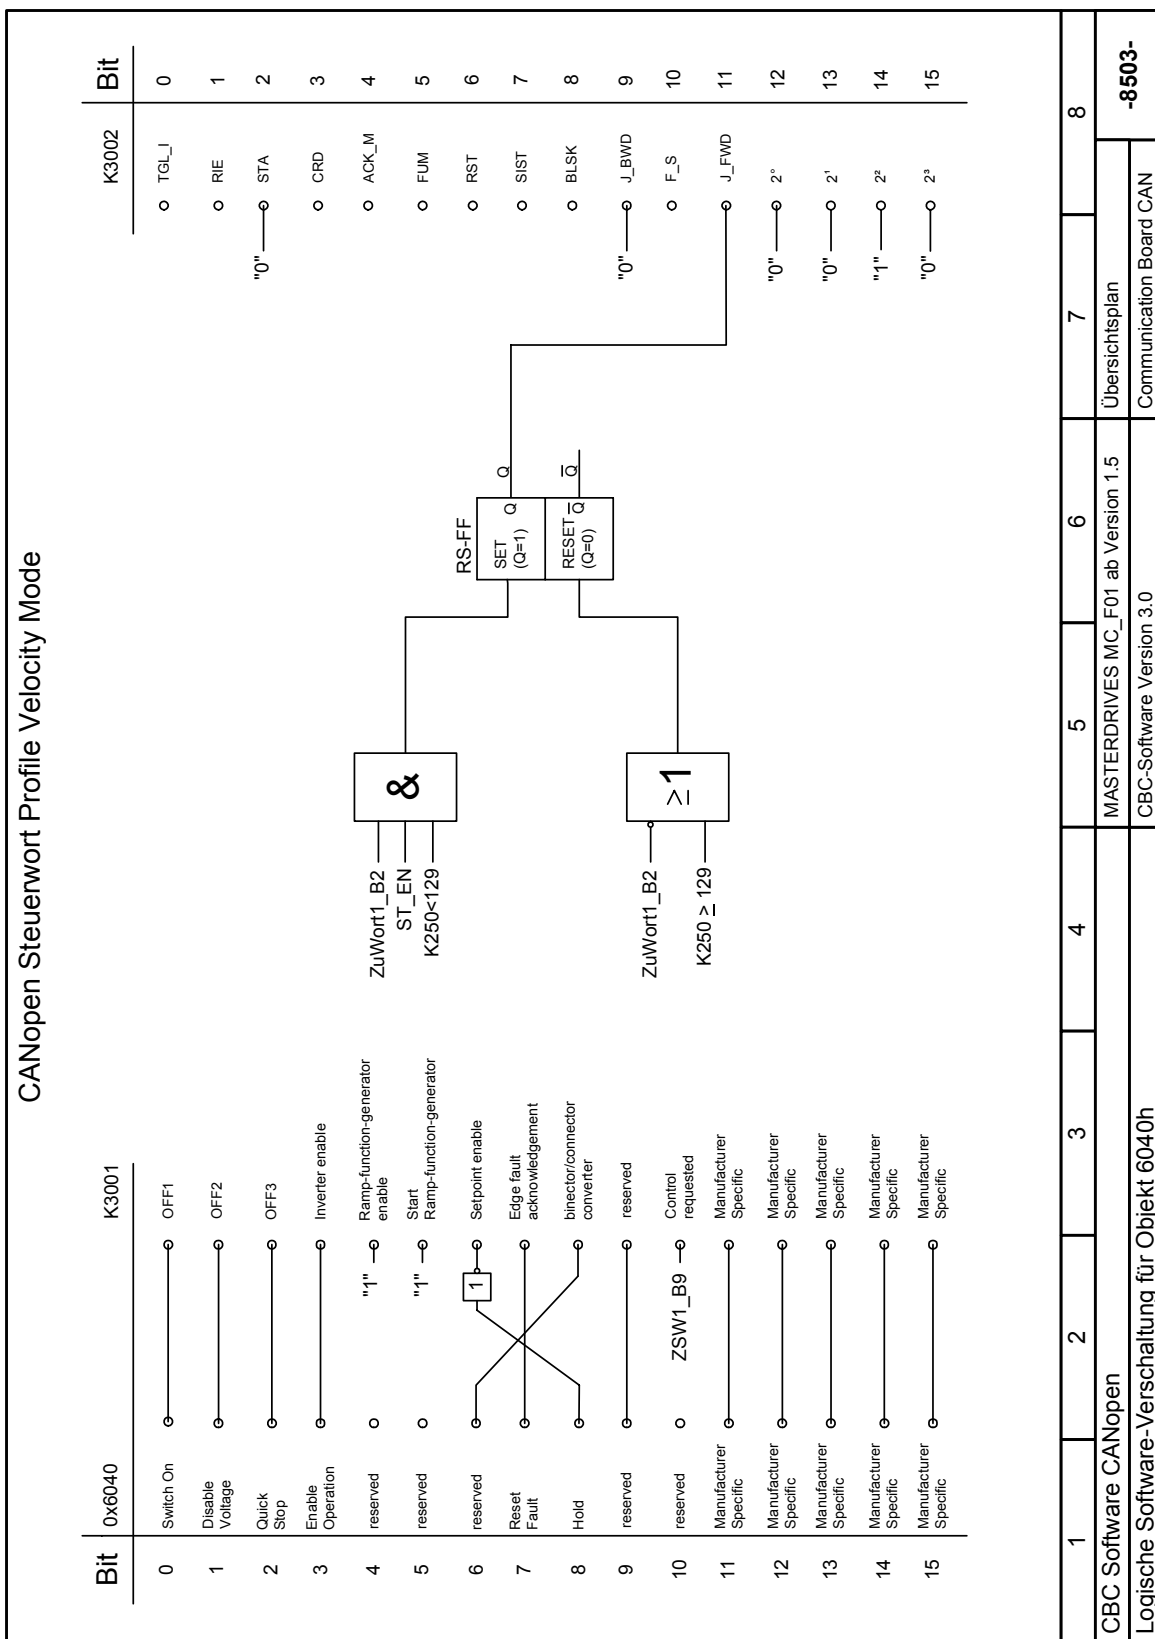 CANopen Steuerwort Profile Velocity Mode
Bit 0x6040 K3001
0 Switch On OFF1
1 Disable
Voltage OFF2
2 Quick
Stop OFF3
3 Enable
Operation Inverter enable
4 reserved "1" Ramp-function-generator
enable
5 reserved "1" Start
Ramp-function-generator
6 reserved 1 Setpoint enable
7 Reset
Fault Edge fault
acknowledgement
8 Hold binector/connector
converter
9 reserved reserved
10 reserved ZSW1_B9 Control
requested
11 Manufacturer
Specific Manufacturer
Specific
12 Manufacturer
Specific Manufacturer
Specific
13 Manufacturer
Specific Manufacturer
Specific
14 Manufacturer
Specific Manufacturer
Specific
15 Manufacturer
Specific Manufacturer
Specific
ZuWort1_B2
ST_EN
K250<129
&
ZuWort1_B2
K250 ≥ 129
≥1
RS-FF
SET
(Q=1) Q Q
RESET
(Q=0) Q̅ Q̅
K3002 Bit
TGL_I 0
RIE 1
"0" STA 2
CRD 3
ACK_M 4
FUM 5
RST 6
SIST 7
BLSK 8
"0" J_BWD 9
F_S 10
J_FWD 11
"0" 2° 12
"0" 2¹ 13
"1" 2² 14
"0" 2³ 15
1 2 3 4 5 6 7 8
CBC Software CANopen MASTERDRIVES MC_F01 ab Version 1.5 Übersichtsplan -8503-
Logische Software-Verschaltung für Objekt 6040h CBC-Software Version 3.0 Communication Board CAN